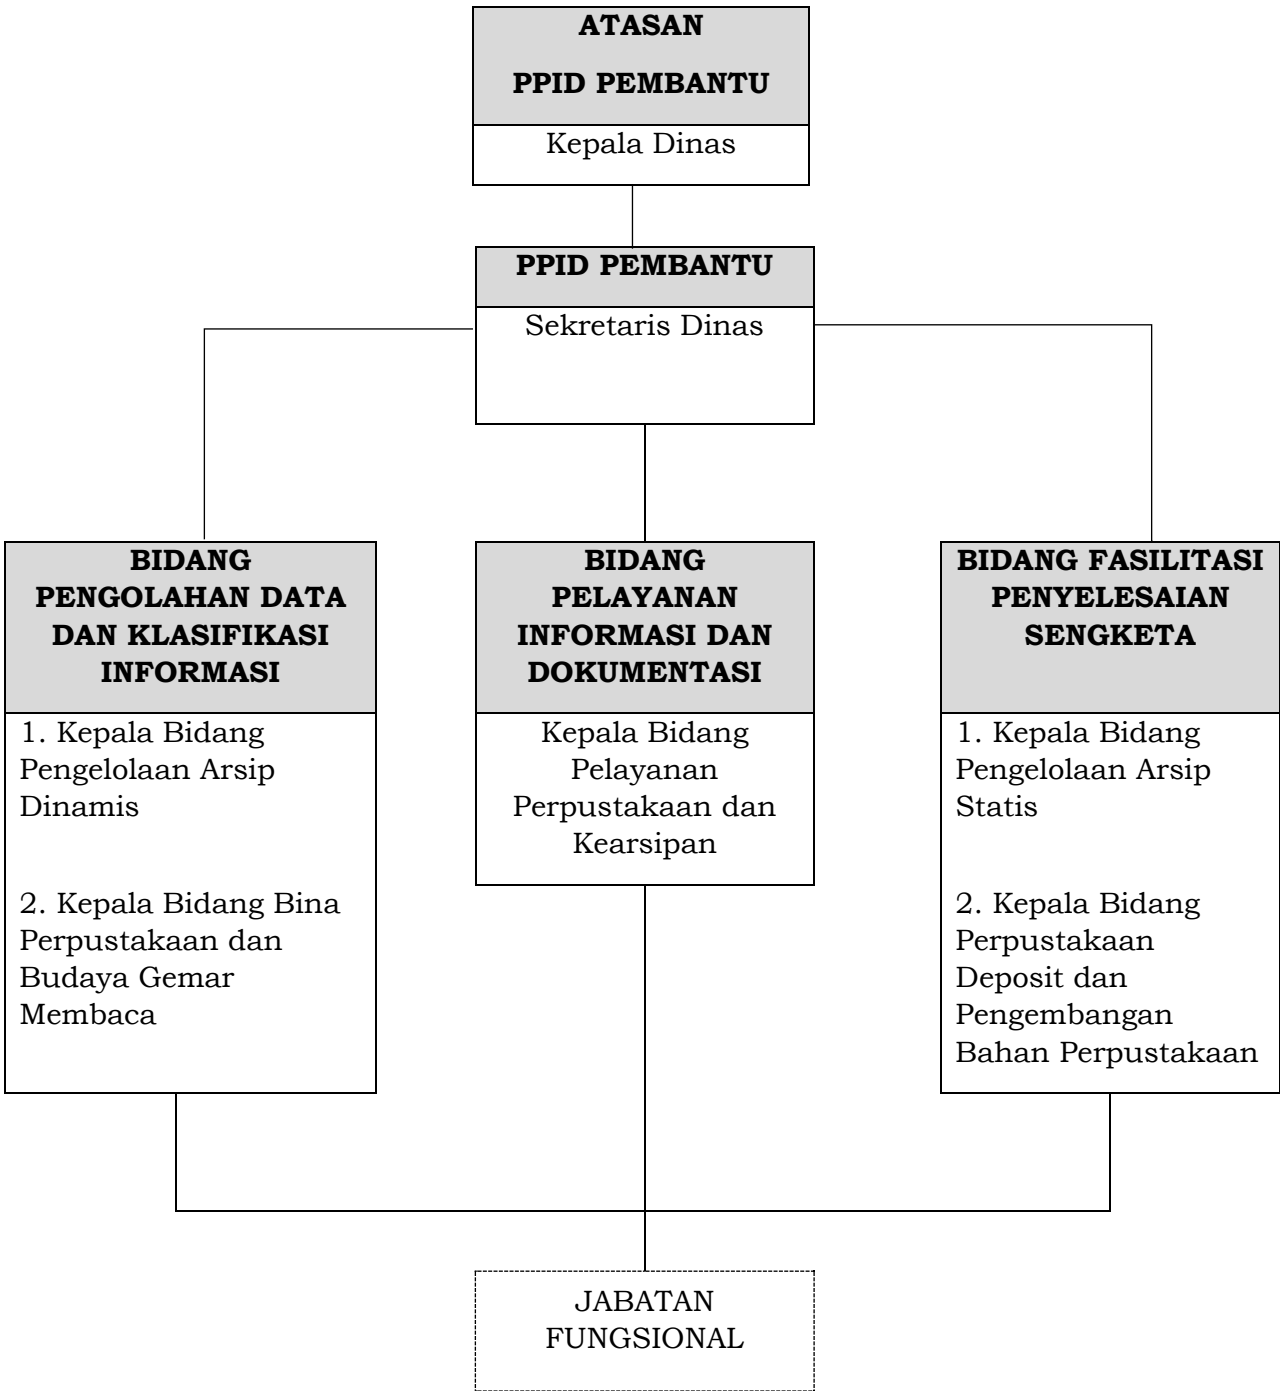 ATASAN
PPID PEMBANTU
Kepala Dinas
PPID PEMBANTU
Sekretaris Dinas
BIDANG
PENGOLAHAN DATA
DAN KLASIFIKASI
INFORMASI
1. Kepala Bidang
Pengelolaan Arsip
Dinamis
2. Kepala Bidang Bina
Perpustakaan dan
Budaya Gemar
Membaca
BIDANG
PELAYANAN
INFORMASI DAN
DOKUMENTASI
Kepala Bidang
Pelayanan
Perpustakaan dan
Kearsipan
BIDANG FASILITASI
PENYELESAIAN
SENGKETA
1. Kepala Bidang
Pengelolaan Arsip
Statis
2. Kepala Bidang
Perpustakaan
Deposit dan
Pengembangan
Bahan Perpustakaan
JABATAN
FUNGSIONAL